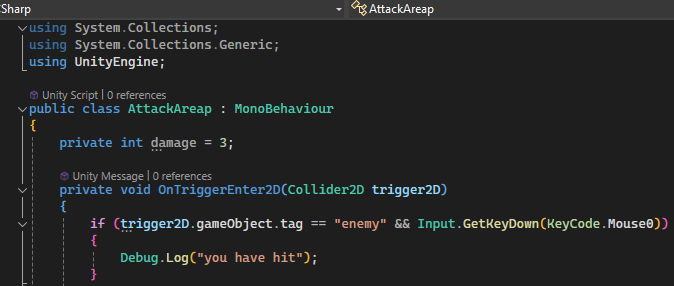 Sharp
AttackAreap
using System.Collections;
using System.Collections.Generic;
using UnityEngine;
Unity Script | 0 references
public class AttackAreap : MonoBehaviour
{
private int damage = 3;
Unity Message | 0 references
private void OnTriggerEnter2D(Collider2D trigger2D)
{
if (trigger2D.gameObject.tag == "enemy" && Input.GetKeyDown(KeyCode.Mouse0))
{
Debug.Log("you have hit");
}